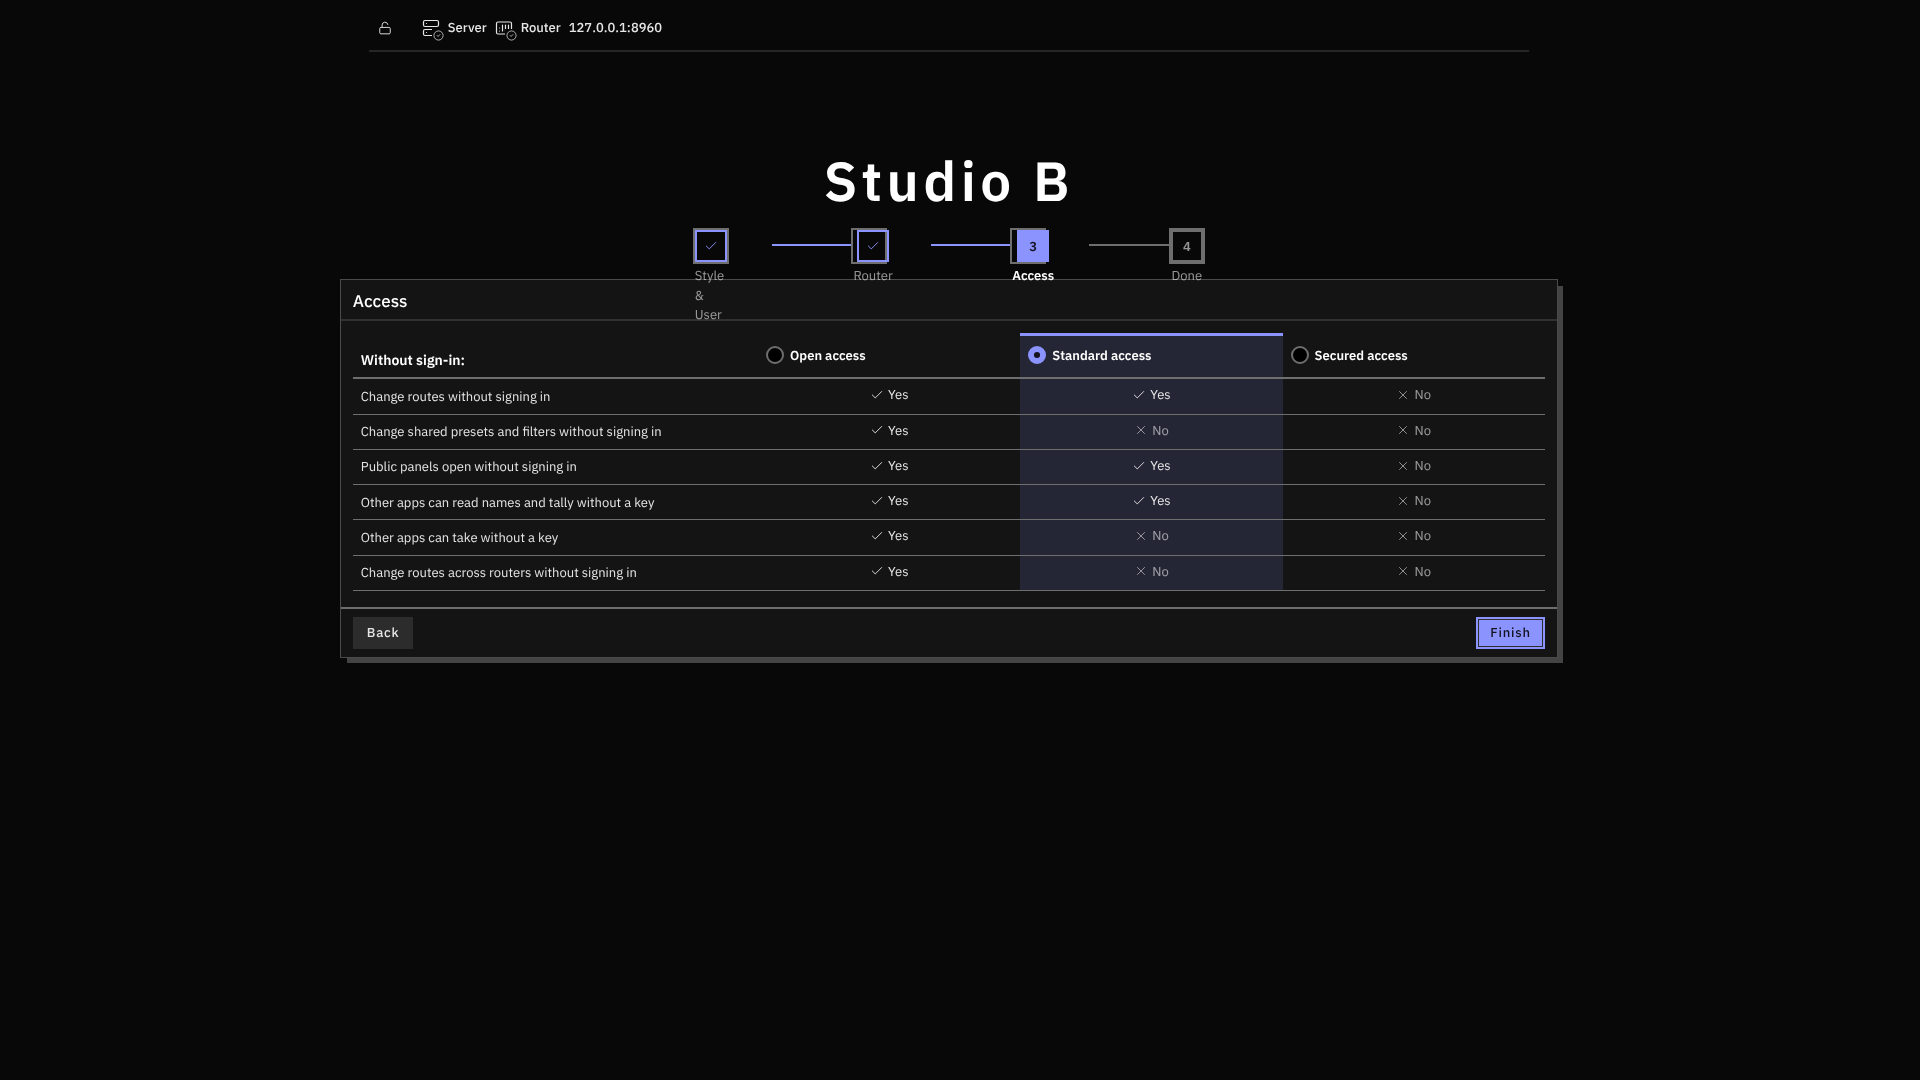 Server Router 127.0.0.1:8960
Studio B
3 4
Style Router Access Done
&
User
Access
Without sign-in: Open access Standard access Secured access
Change routes without signing in Yes Yes No
Change shared presets and filters without signing in Yes No No
Public panels open without signing in Yes Yes No
Other apps can read names and tally without a key Yes Yes No
Other apps can take without a key Yes No No
Change routes across routers without signing in Yes No No
Back Finish